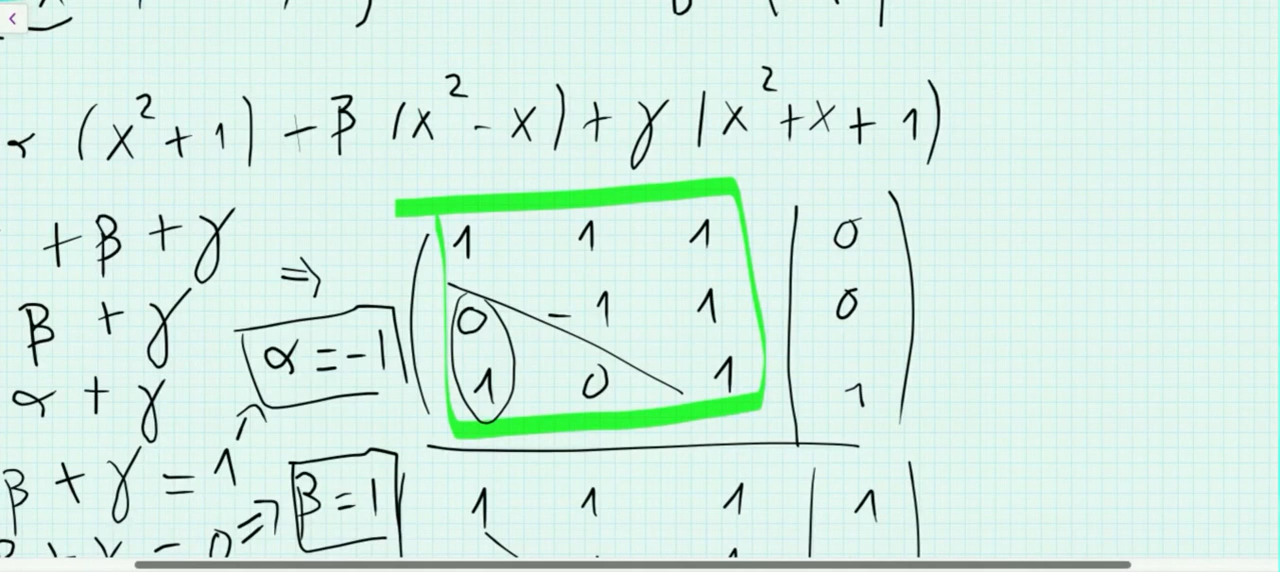 α (x² + 1) + β (x² - x) + γ (x² + x + 1)
+ β + γ ⇒ ( 1 1 1 | 0 )
β + γ 0 -1 1 | 0
α + γ α = -1 1 0 1 | 1
β + γ = 1 β = 1 1 1 1 | 1